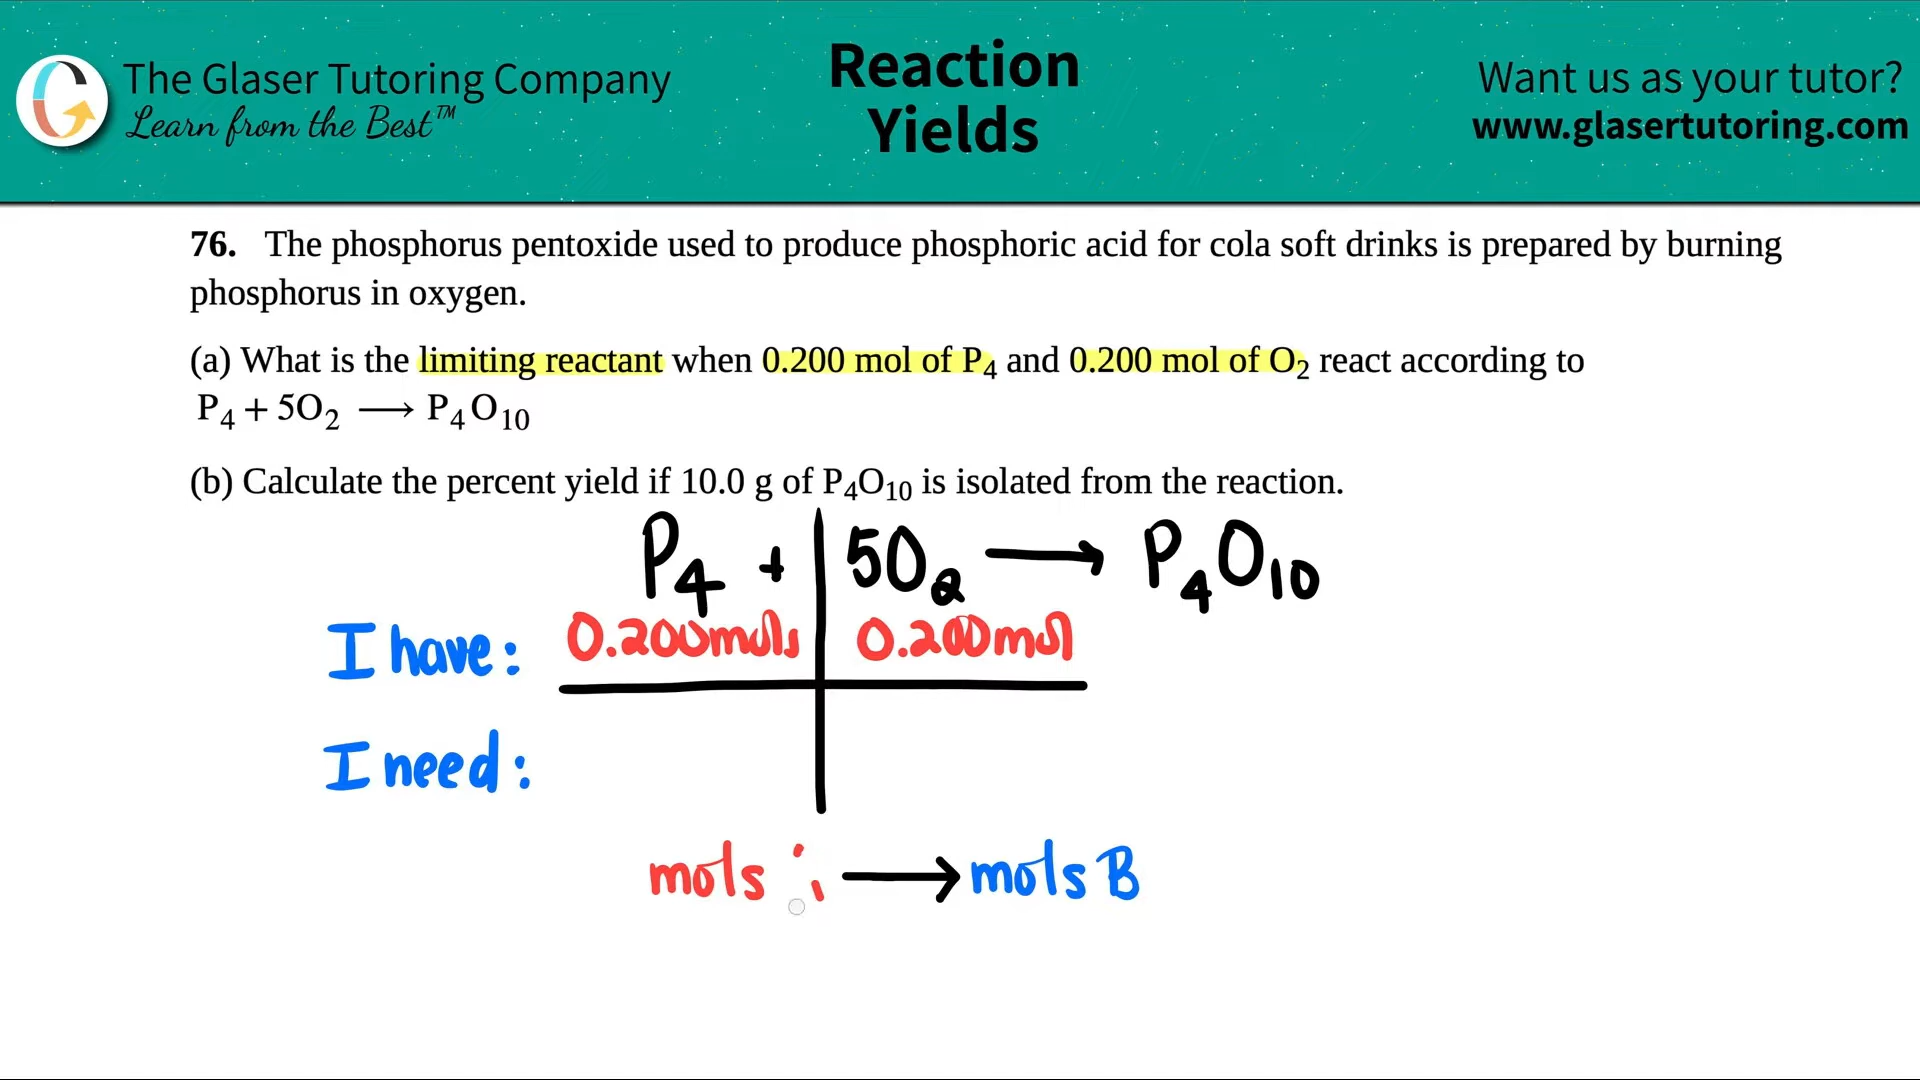 The Glaser Tutoring Company
Learn from the Best™
Reaction
Yields
Want us as your tutor?
www.glasertutoring.com
76. The phosphorus pentoxide used to produce phosphoric acid for cola soft drinks is prepared by burning
phosphorus in oxygen.
(a) What is the limiting reactant when 0.200 mol of P₄ and 0.200 mol of O₂ react according to
P₄ + 5O₂ ⟶ P₄O₁₀
(b) Calculate the percent yield if 10.0 g of P₄O₁₀ is isolated from the reaction.
P₄ + 5O₂ ⟶ P₄O₁₀
I have: 0.200mols 0.200mol
I need:
mols ⟶ mols B